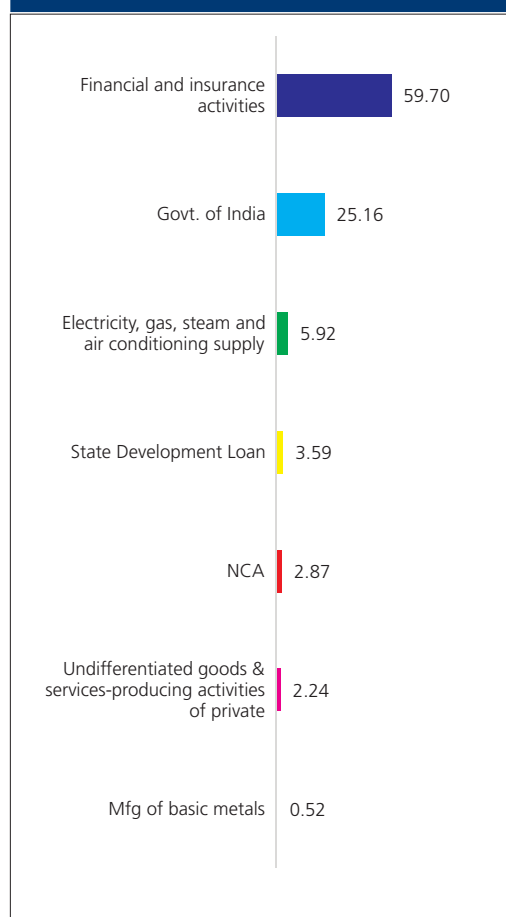 Financial and insurance
activities
59.70
Govt. of India
25.16
Electricity, gas, steam and
air conditioning supply
5.92
State Development Loan
3.59
NCA
2.87
Undifferentiated goods &
services-producing activities
of private
2.24
Mfg of basic metals
0.52